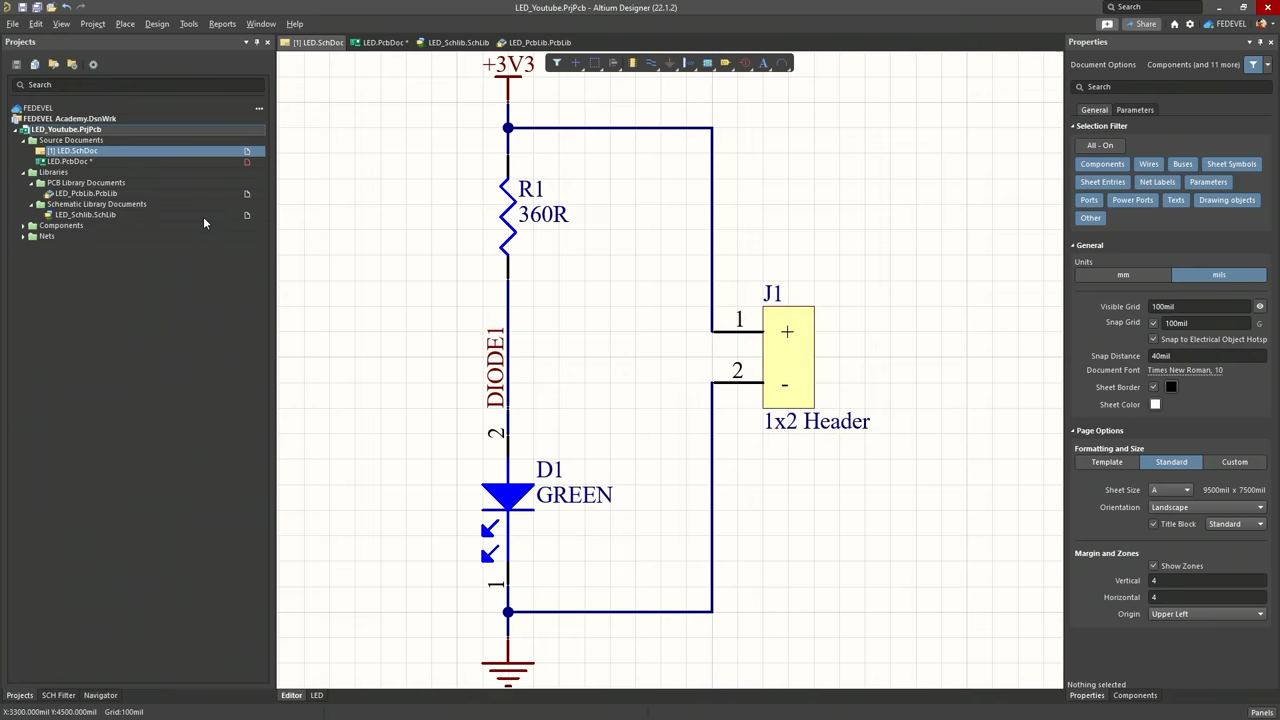 LED_Youtube.PrjPcb - Altium Designer (22.1.2)
Search
File Edit View Project Place Design Tools Reports Window Help
Share
FEDEVEL
Projects
[1] LED.SchDoc LED.PcbDoc * LED_Schlib.SchLib LED_PcbLib.PcbLib
Search
FEDEVEL
FEDEVEL Academy.DsnWrk
LED_Youtube.PrjPcb
Source Documents
[1] LED.SchDoc
LED.PcbDoc *
Libraries
PCB Library Documents
LED_PcbLib.PcbLib
Schematic Library Documents
LED_Schlib.SchLib
Components
Nets
Projects SCH Filter Navigator
+3V3
R1
360R
DIODE1
2
D1
GREEN
1
J1
1 +
2 -
1x2 Header
Editor LED
Properties
Document Options Components (and 11 more)
Search
General Parameters
Selection Filter
All - On
Components Wires Buses Sheet Symbols
Sheet Entries Net Labels Parameters
Ports Power Ports Texts Drawing objects
Other
General
Units
mm mils
Visible Grid 100mil
Snap Grid 100mil G
Snap to Electrical Object Hotsp
Snap Distance 40mil
Document Font Times New Roman, 10
Sheet Border
Sheet Color
Page Options
Formatting and Size
Template Standard Custom
Sheet Size A 9500mil x 7500mil
Orientation Landscape
Title Block Standard
Margin and Zones
Show Zones
Vertical 4
Horizontal 4
Origin Upper Left
Nothing selected
Properties Components
X:3300.000mil Y:4500.000mil Grid:100mil
Panels